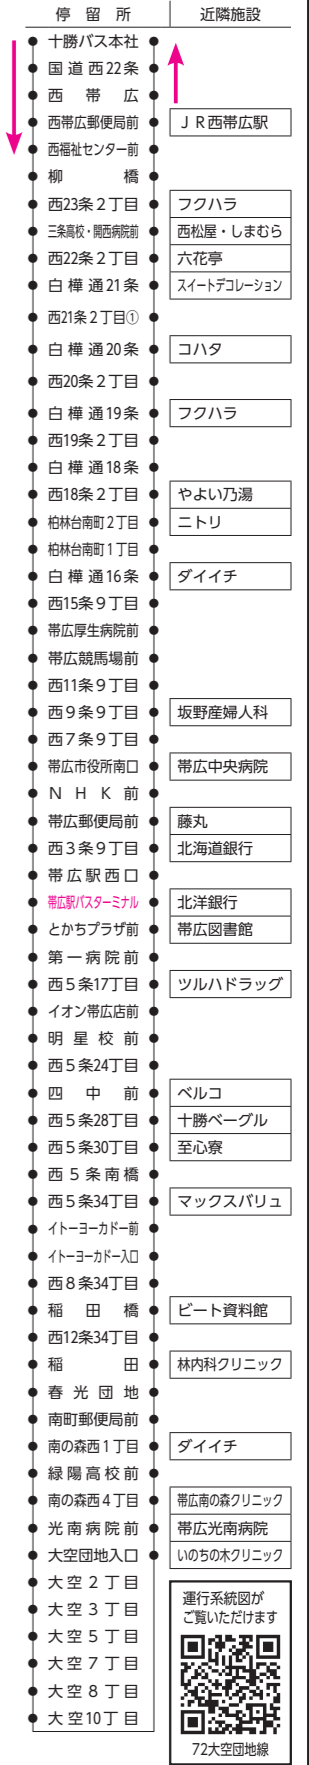 停留所 近隣施設
十勝バス本社
国道西22条
西帯広
西帯広郵便局前 ＪＲ西帯広駅
西福祉センター前
柳橋
西23条２丁目 フクハラ
三条高校・開西病院前 西松屋・しまむら
西22条２丁目 六花亭
白樺通21条 スイートデコレーション
西21条２丁目①
白樺通20条 コハタ
西20条２丁目
白樺通19条 フクハラ
西19条２丁目
白樺通18条
西18条２丁目 やよい乃湯
柏林台南町２丁目 ニトリ
柏林台南町１丁目
白樺通16条 ダイイチ
西15条９丁目
帯広厚生病院前
帯広競馬場前
西11条９丁目
西９条９丁目 坂野産婦人科
西７条９丁目
帯広市役所南口 帯広中央病院
ＮＨＫ前
帯広郵便局前 藤丸
西３条９丁目 北海道銀行
帯広駅西口
帯広駅バスターミナル 北洋銀行
とかちプラザ前 帯広図書館
第一病院前
西５条17丁目 ツルハドラッグ
イオン帯広店前
明星校前
西５条24丁目
四中前 ベルコ
西５条28丁目 十勝ベーグル
西５条30丁目 至心寮
西５条南橋
西５条34丁目 マックスバリュ
イトーヨーカドー前
イトーヨーカドー入口
西８条34丁目
稲田橋 ビート資料館
西12条34丁目
稲田 林内科クリニック
春光団地
南町郵便局前
南の森西１丁目 ダイイチ
緑陽高校前
南の森西４丁目 帯広南の森クリニック
光南病院前 帯広光南病院
大空団地入口 いのちの木クリニック
大空２丁目
大空３丁目
大空５丁目
大空７丁目
大空８丁目
大空10丁目
運行系統図が
ご覧いただけます
72大空団地線